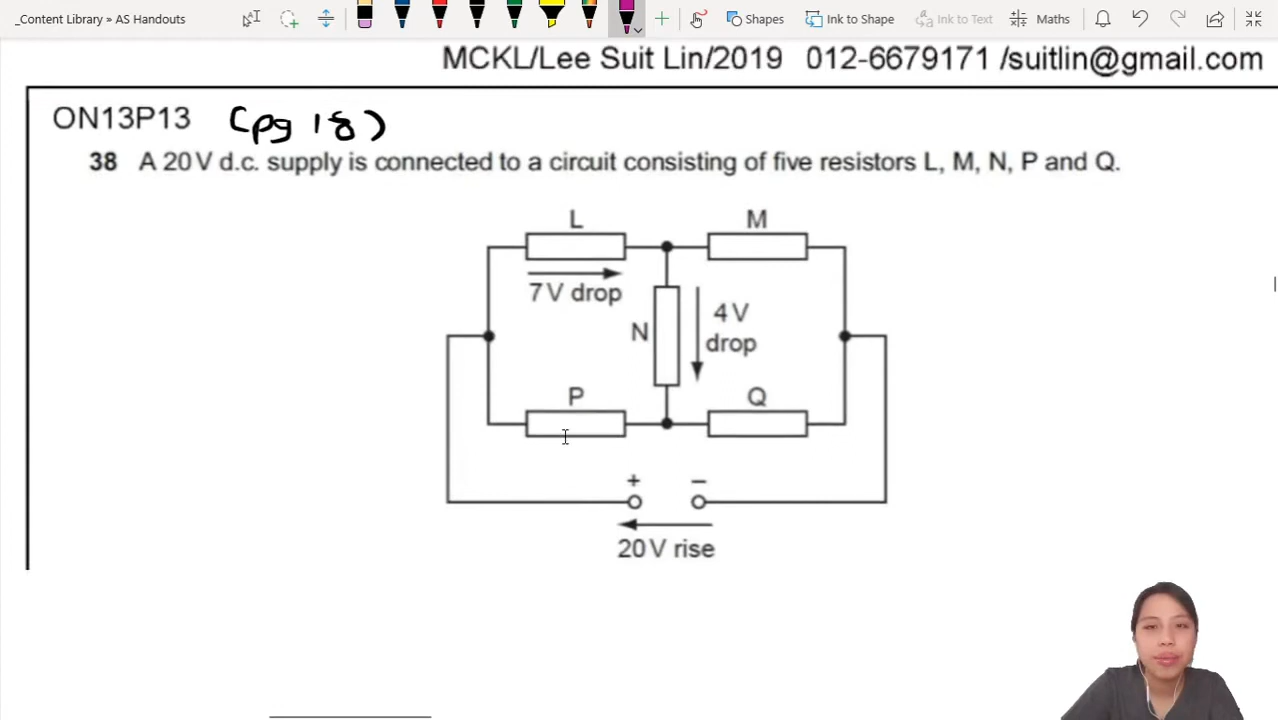 _Content Library » AS Handouts
Shapes
Ink to Shape
Ink to Text
Maths
MCKL/Lee Suit Lin/2019 012-6679171 /suitlin@gmail.com
ON13P13 (pg 18)
38 A 20 V d.c. supply is connected to a circuit consisting of five resistors L, M, N, P and Q.
L
M
7 V drop
N
4 V
drop
P
Q
+
−
20 V rise